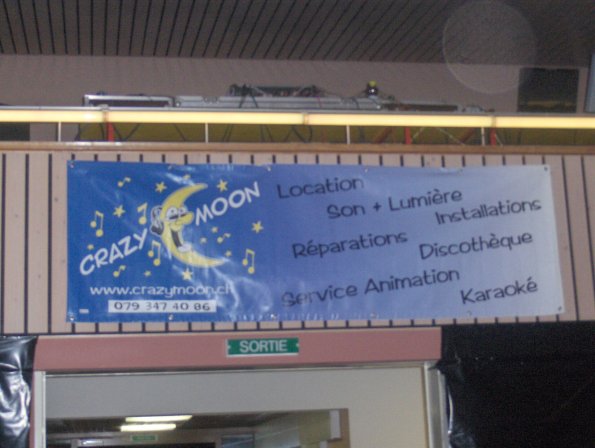 CRAZY MOON
www.crazymoon.ch
079 347 40 86
Location
Son + Lumière
Installations
Réparations
Discothèque
Service Animation
Karaoké
SORTIE